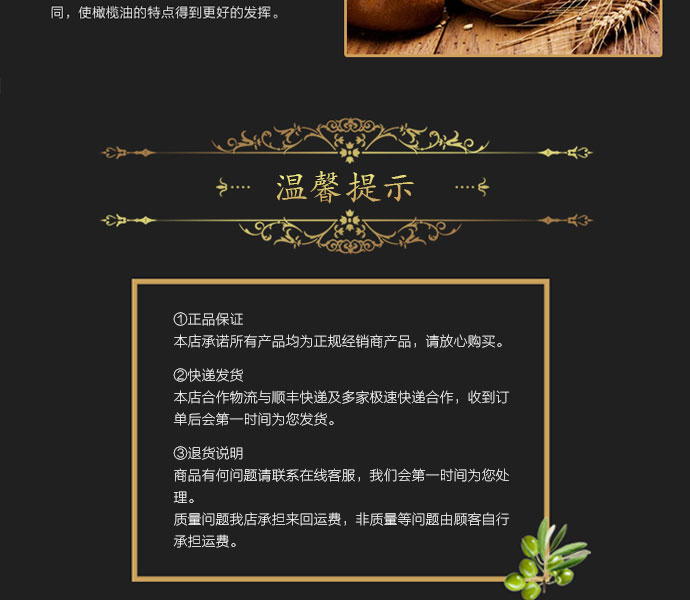 同，使橄榄油的特点得到更好的发挥。
温馨提示
①正品保证
本店承诺所有产品均为正规经销商产品，请放心购买。
②快递发货
本店合作物流与顺丰快递及多家极速快递合作，收到订
单后会第一时间为您发货。
③退货说明
商品有何问题请联系在线客服，我们会第一时间为您处
理。
质量问题我店承担来回运费，非质量等问题由顾客自行
承担运费。